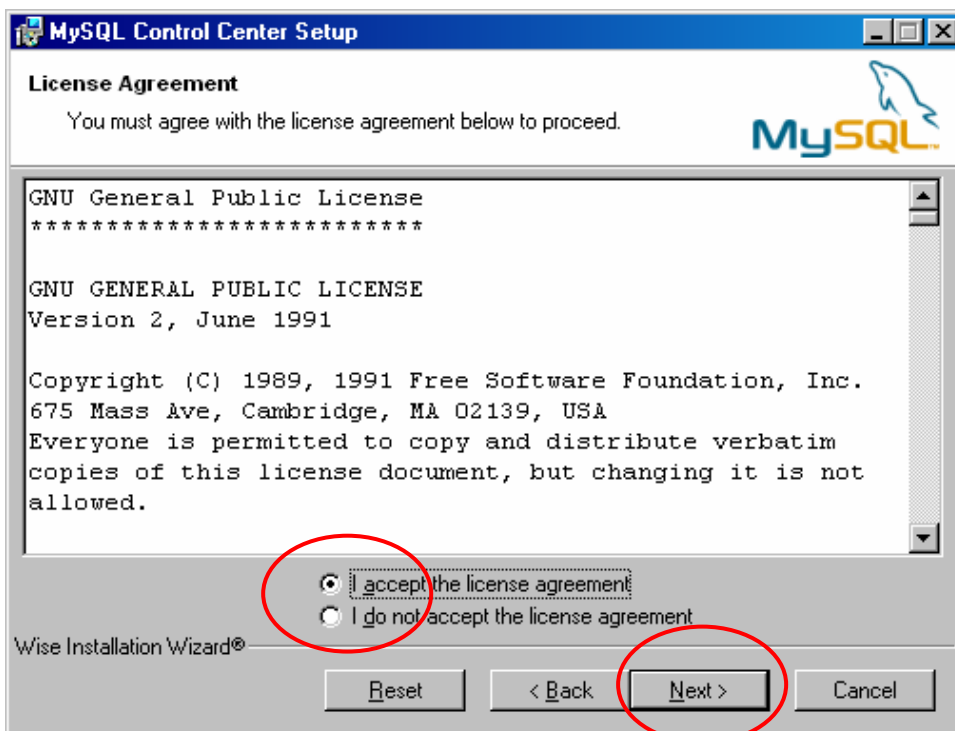 MySQL Control Center Setup
License Agreement
You must agree with the license agreement below to proceed.
MySQL™
GNU General Public License
**************************
GNU GENERAL PUBLIC LICENSE
Version 2, June 1991
Copyright (C) 1989, 1991 Free Software Foundation, Inc.
675 Mass Ave, Cambridge, MA 02139, USA
Everyone is permitted to copy and distribute verbatim
copies of this license document, but changing it is not
allowed.
I accept the license agreement
I do not accept the license agreement
Wise Installation Wizard®
Reset
< Back
Next >
Cancel